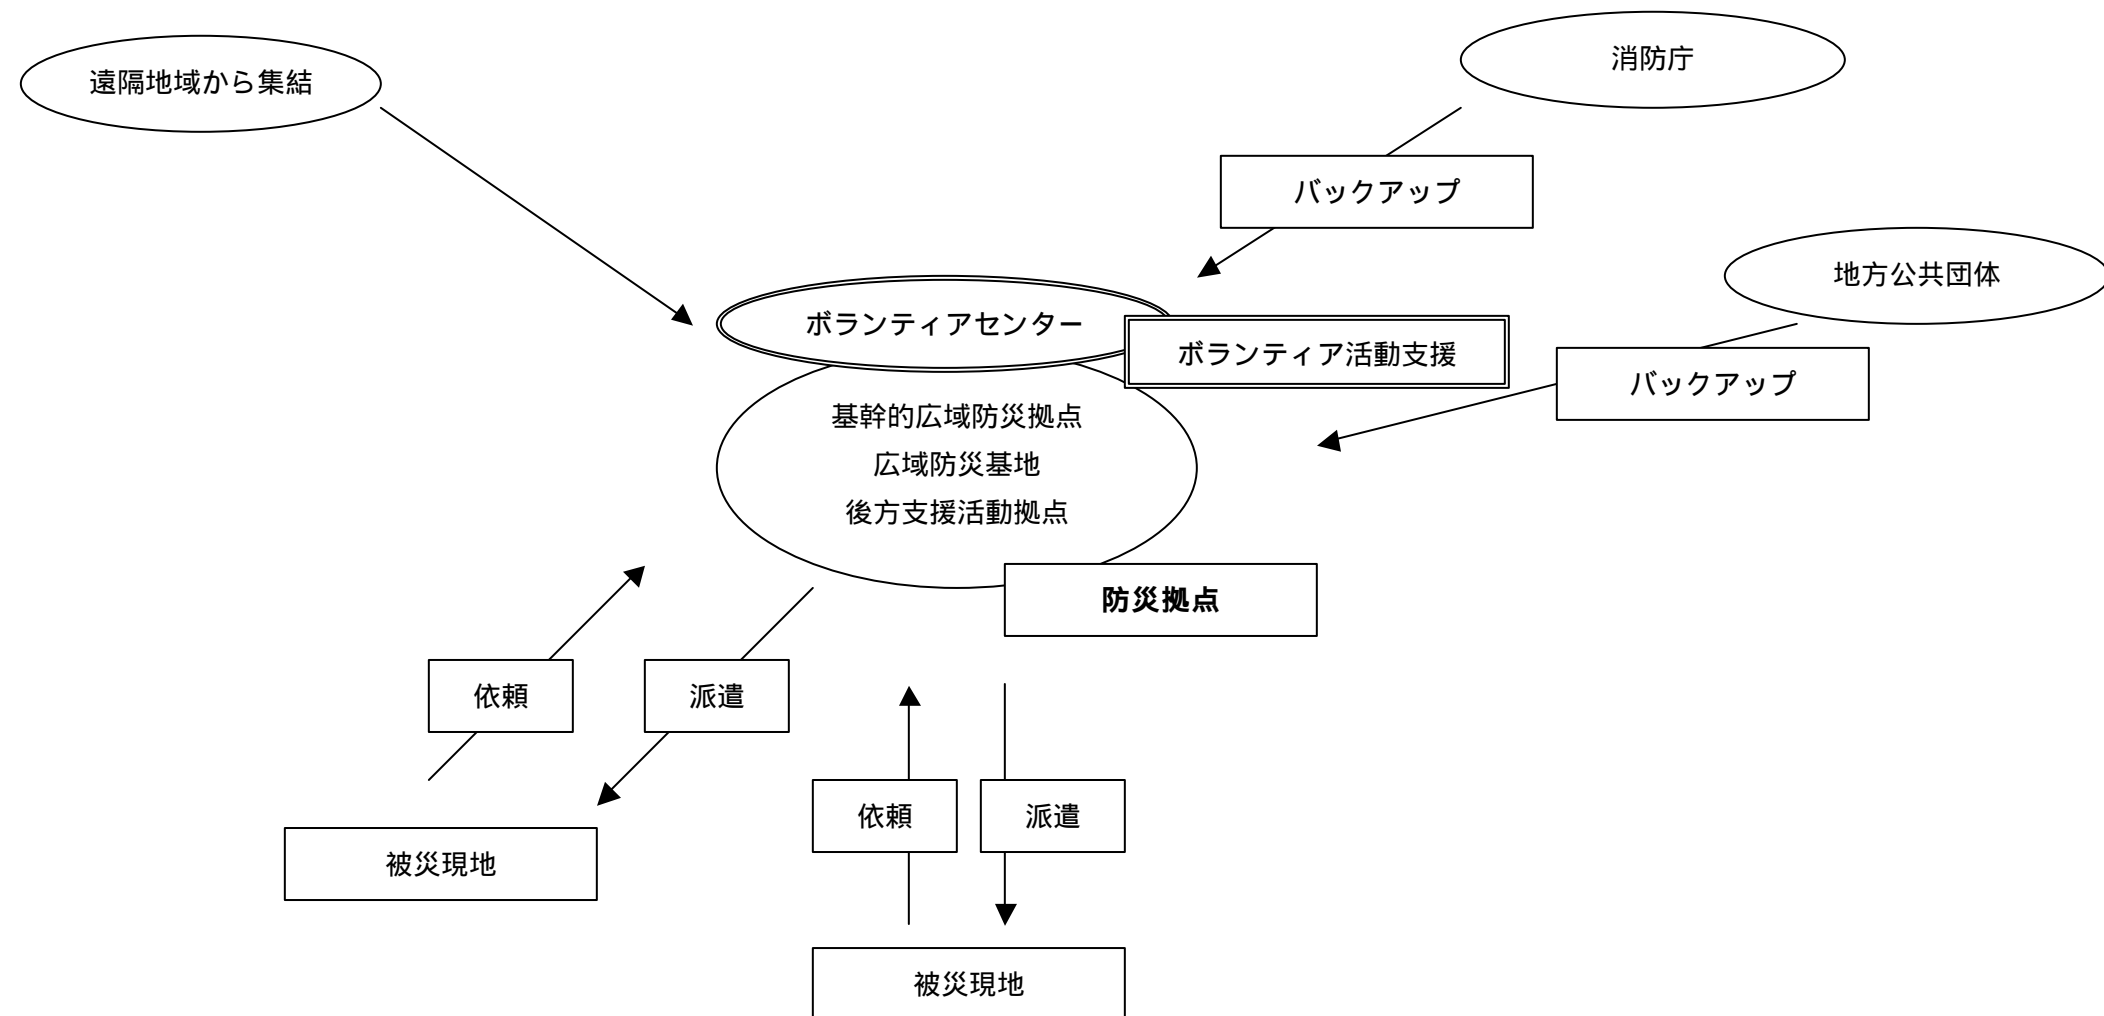 遠隔地域から集結
消防庁
バックアップ
地方公共団体
ボランティアセンター
ボランティア活動支援
バックアップ
基幹的広域防災拠点
広域防災基地
後方支援活動拠点
防災拠点
依頼
派遣
依頼
派遣
被災現地
被災現地